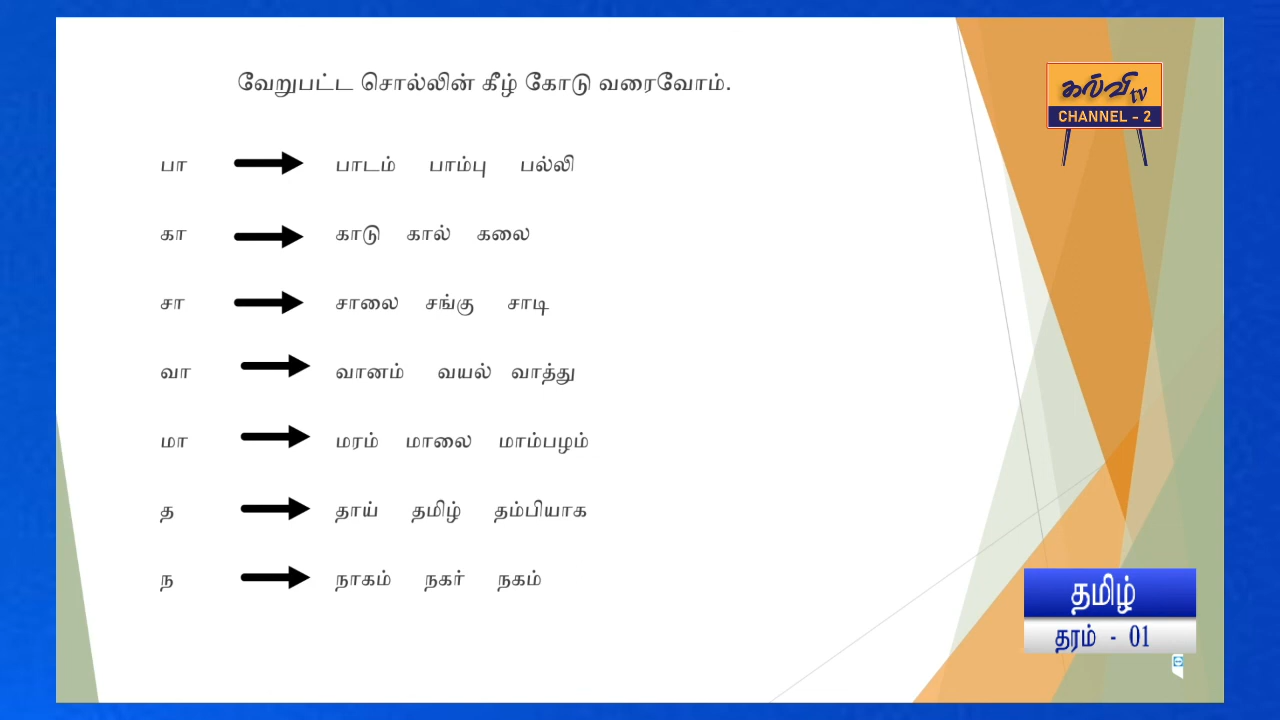 வேறுபட்ட சொல்லின் கீழ் கோடு வரைவோம்.
கல்வி tv
CHANNEL - 2
பா பாடம் பாம்பு பல்லி
கா காடு கால் கலை
சா சாலை சங்கு சாடி
வா வானம் வயல் வாத்து
மா மரம் மாலை மாம்பழம்
த தாய் தமிழ் தம்பியாக
ந நாகம் நகர் நகம்
தமிழ்
தரம் - 01